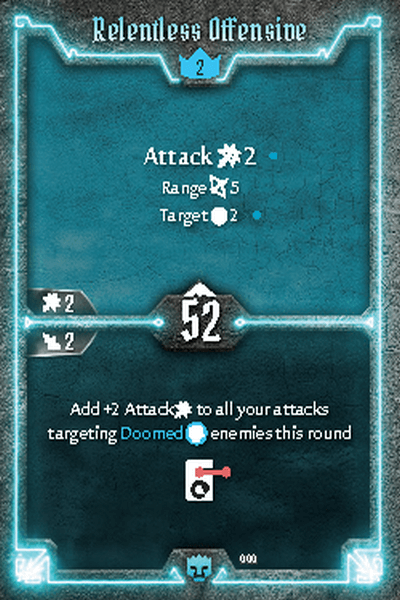 Relentless Offensive
2
Attack 2
Range 5
Target 2
2
52
2
Add +2 Attack to all your attacks
targeting Doomed enemies this round